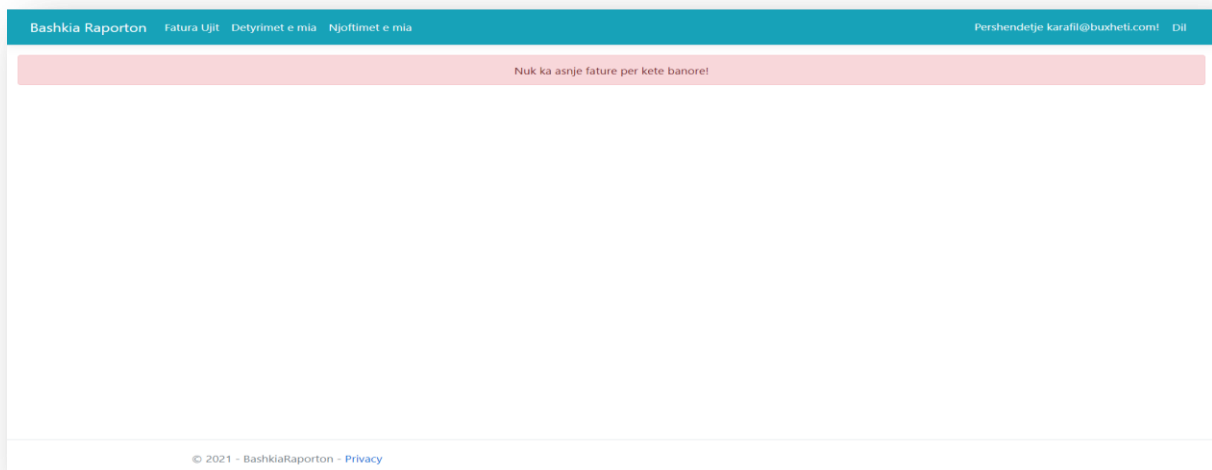 Bashkia Raporton Fatura Ujit Detyrimet e mia Njoftimet e mia Pershendetje karafil@buxheti.com! Dil
Nuk ka asnje fature per kete banore!
© 2021 - BashkiaRaporton - Privacy